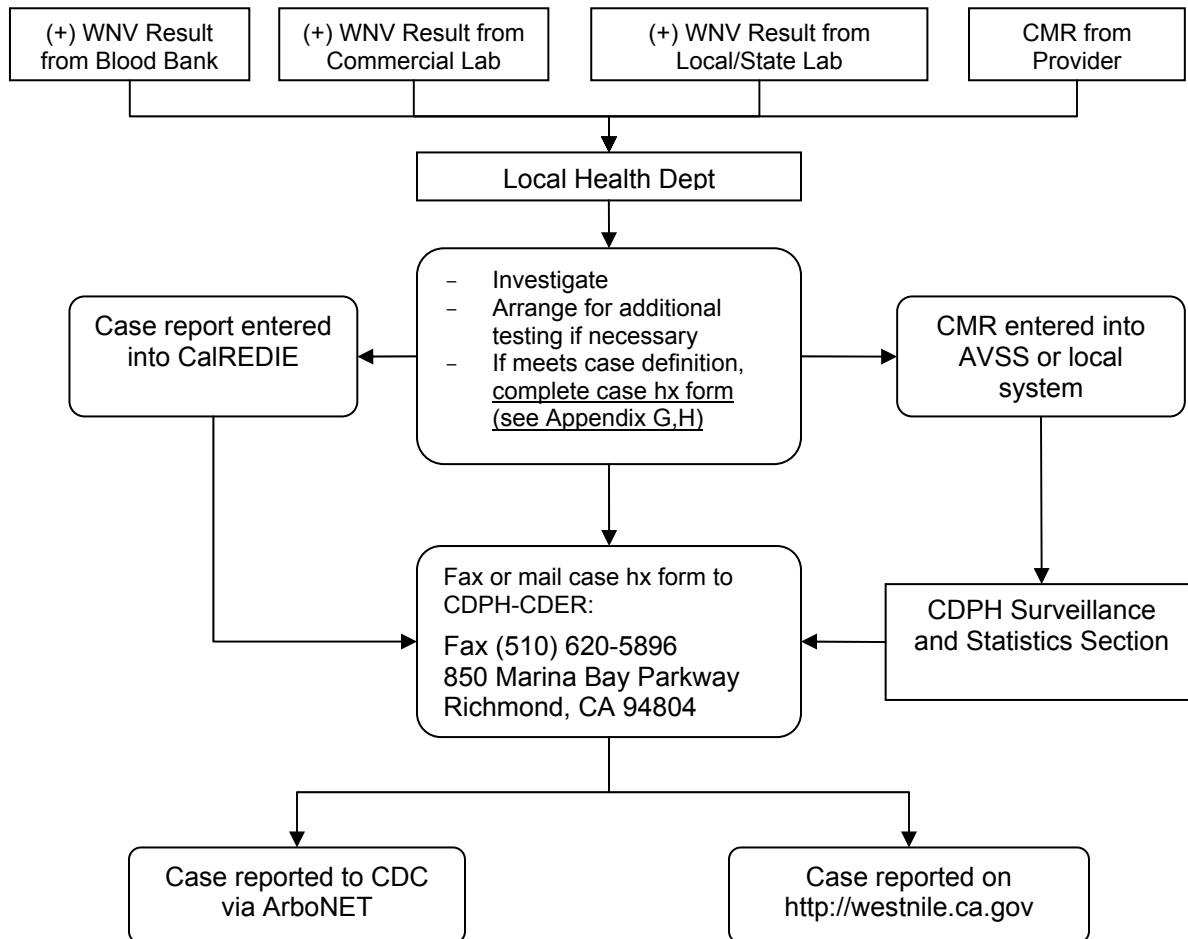 (+) WNV Result
from Blood Bank
(+) WNV Result from
Commercial Lab
(+) WNV Result from
Local/State Lab
CMR from
Provider
Local Health Dept
- Investigate
- Arrange for additional
testing if necessary
- If meets case definition,
complete case hx form
(see Appendix G,H)
Case report entered
into CalREDIE
CMR entered into
AVSS or local
system
Fax or mail case hx form to
CDPH-CDER:
Fax (510) 620-5896
850 Marina Bay Parkway
Richmond, CA 94804
CDPH Surveillance
and Statistics Section
Case reported to CDC
via ArboNET
Case reported on
http://westnile.ca.gov